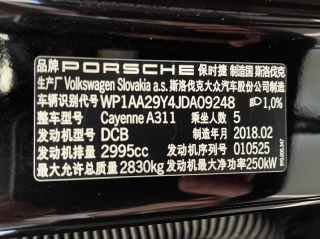 品牌 PORSCHE 保时捷 制造国 斯洛伐克
生产厂 Volkswagen Slovakia a.s. 斯洛伐克大众汽车股份公司制造
车辆识别代号 WP1AA29Y4JDA09248 1,0%
整车型号 Cayenne A311 乘坐人数 5
发动机型号 DCB 制造年月 2018.02
发动机排量 2995cc 发动机序列号 010525
最大允许总质量 2830kg 发动机最大净功率 250kW